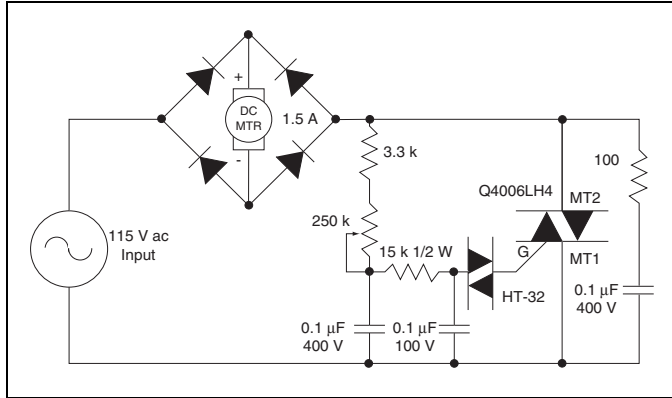 +
DC
MTR
1.5 A
-
3.3 k
100
Q4006LH4
MT2
250 k
15 k 1/2 W
G
MT1
115 V ac
Input
HT-32
0.1 µF
400 V
0.1 µF
100 V
0.1 µF
400 V